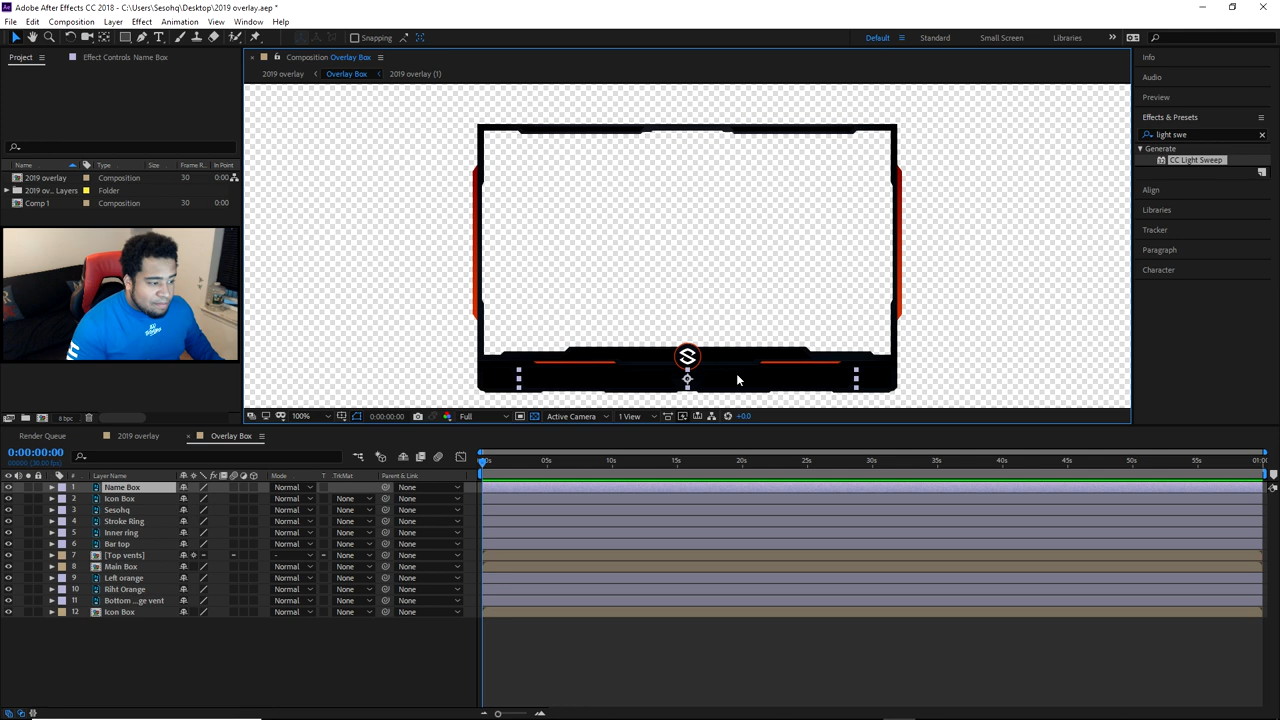 Adobe After Effects CC 2018 - C:\Users\Sesohq\Desktop\2019 overlay.aep *
File Edit Composition Layer Effect Animation View Window Help
Snapping
Default Standard Small Screen Libraries
Project Effect Controls Name Box
Composition Overlay Box
2019 overlay Overlay Box 2019 overlay (1)
Info
Audio
Preview
Effects & Presets
light swe
Generate
CC Light Sweep
Align
Libraries
Tracker
Paragraph
Character
Name Type Size Frame R... In Point
2019 overlay Composition 30 0:00
2019 ov... Layers Folder
Comp 1 Composition 30 0:00
8 bpc
100% 0:00:00:00 Full Active Camera 1 View +0.0
Render Queue 2019 overlay Overlay Box
0:00:00:00
00000 (30.00 fps)
# Layer Name Mode T TrkMat Parent & Link
05s 10s 15s 20s 25s 30s 35s 40s 45s 50s 55s 01:00
1 Name Box Normal None
2 Icon Box Normal None None
3 Sesohq Normal None None
4 Stroke Ring Normal None None
5 Inner ring Normal None None
6 Bar top Normal None None
7 [Top vents] - None None
8 Main Box Normal None None
9 Left orange Normal None None
10 Riht Orange Normal None None
11 Bottom ...ge vent Normal None None
12 Icon Box Normal None None